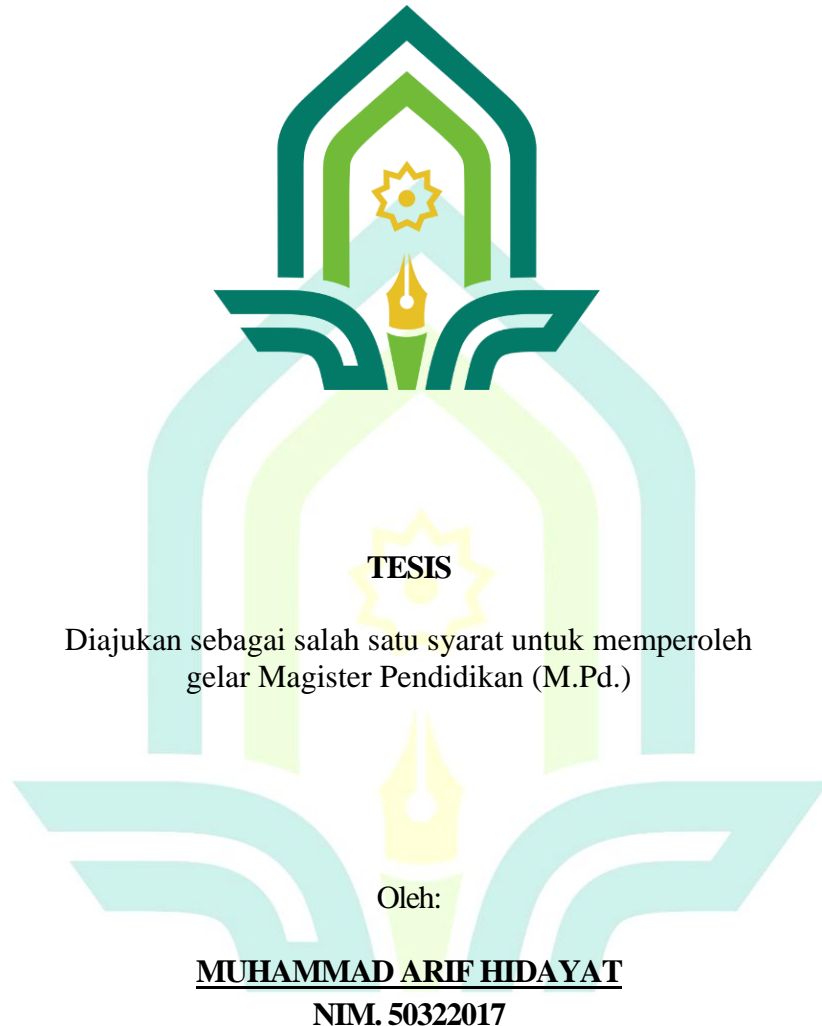 TESIS
Diajukan sebagai salah satu syarat untuk memperoleh
gelar Magister Pendidikan (M.Pd.)
Oleh:
MUHAMMAD ARIF HIDAYAT
NIM. 50322017